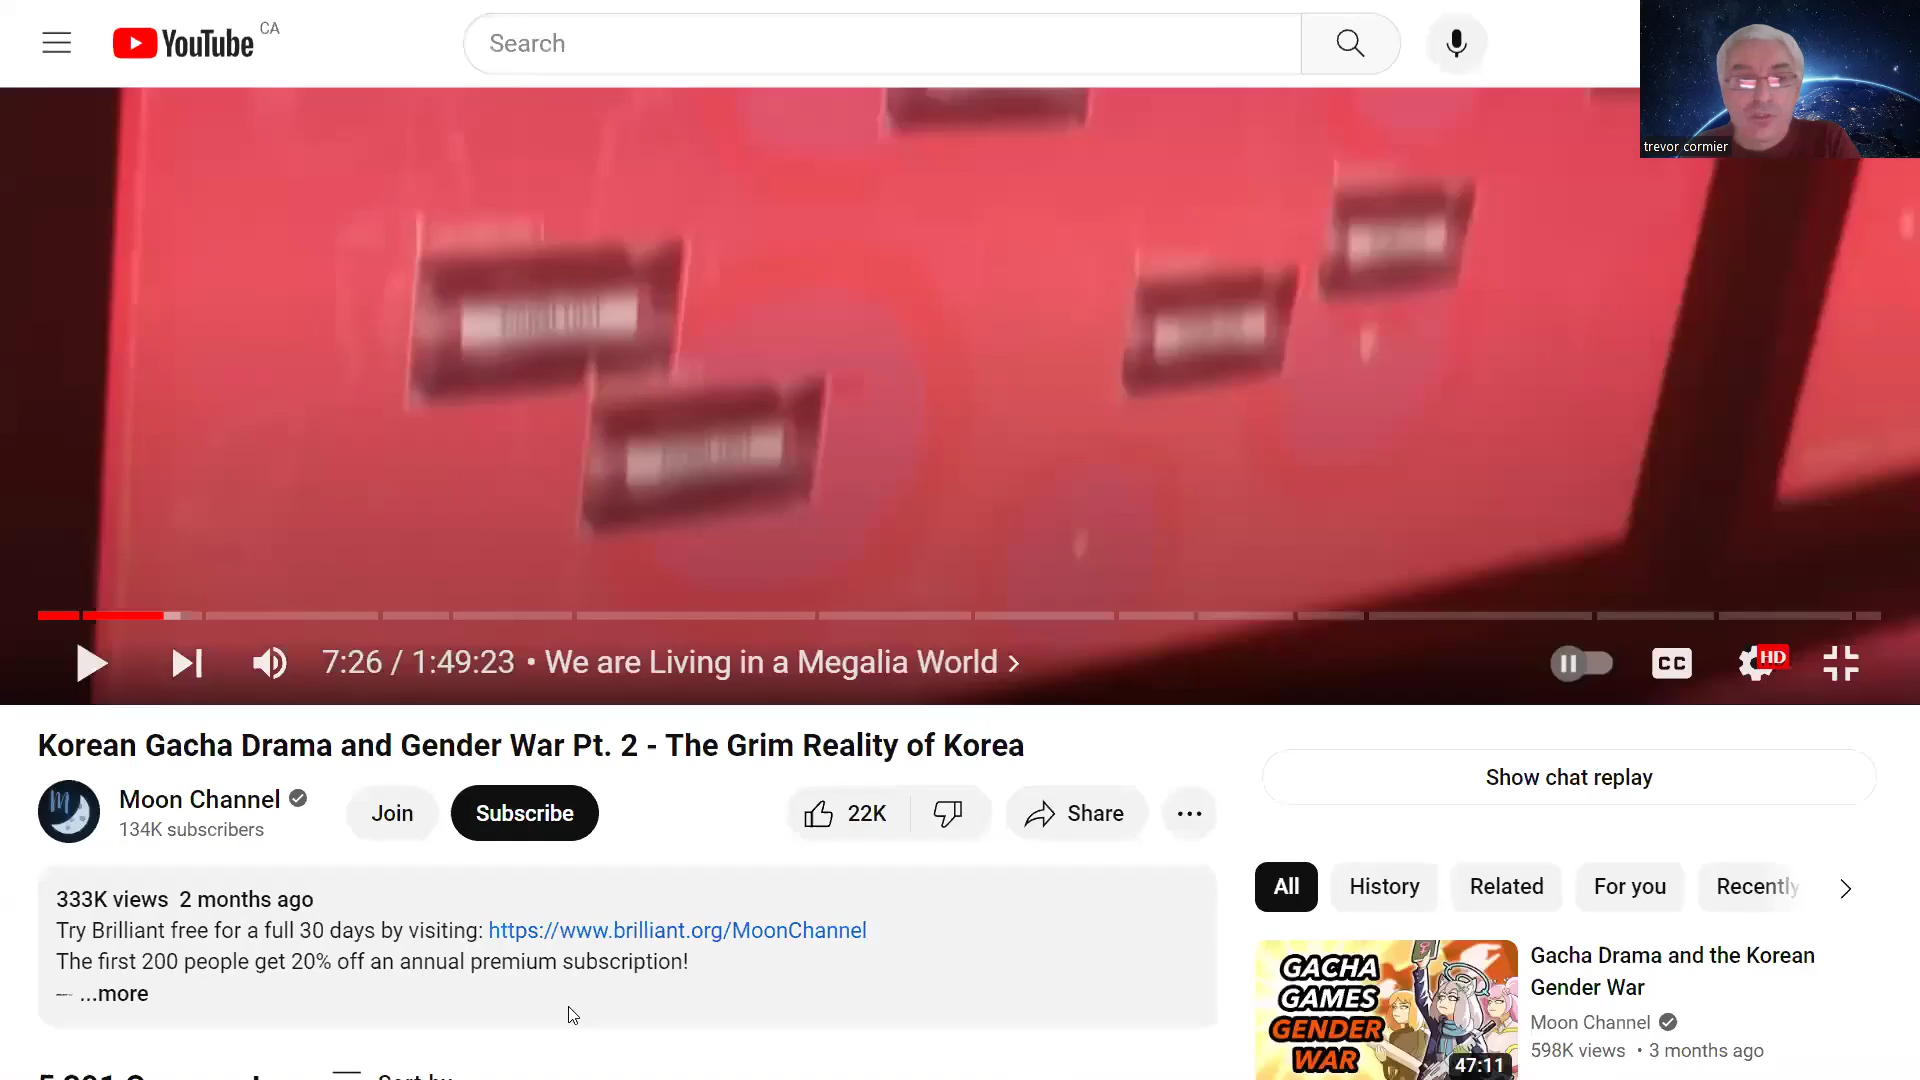 YouTube CA
Search
trevor cormier
7:26 / 1:49:23 • We are Living in a Megalia World
CC
HD
Korean Gacha Drama and Gender War Pt. 2 - The Grim Reality of Korea
Moon Channel
134K subscribers
Join
Subscribe
22K
Share
Show chat replay
333K views 2 months ago
Try Brilliant free for a full 30 days by visiting: https://www.brilliant.org/MoonChannel
The first 200 people get 20% off an annual premium subscription!
...more
All
History
Related
For you
Recently
GACHA
GAMES
GENDER
WAR
47:11
Gacha Drama and the Korean
Gender War
Moon Channel
598K views • 3 months ago